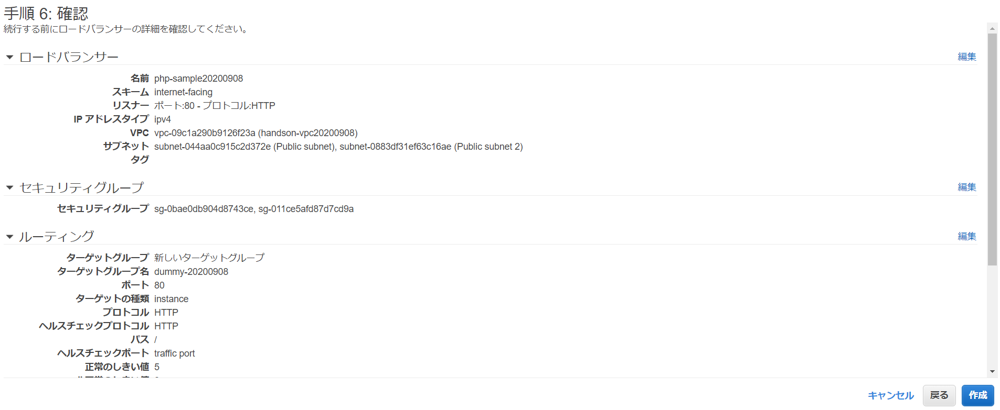 手順 6: 確認
続行する前にロードバランサーの詳細を確認してください。
ロードバランサー 編集
名前 php-sample20200908
スキーム internet-facing
リスナー ポート:80 - プロトコル:HTTP
IP アドレスタイプ ipv4
VPC vpc-09c1a290b9126f23a (handson-vpc20200908)
サブネット subnet-044aa0c915c2d372e (Public subnet), subnet-0883df31ef63c16ae (Public subnet 2)
タグ
セキュリティグループ 編集
セキュリティグループ sg-0bae0db904d8743ce, sg-011ce5afd87d7cd9a
ルーティング 編集
ターゲットグループ 新しいターゲットグループ
ターゲットグループ名 dummy-20200908
ポート 80
ターゲットの種類 instance
プロトコル HTTP
ヘルスチェックプロトコル HTTP
パス /
ヘルスチェックポート traffic port
正常のしきい値 5
キャンセル 戻る 作成